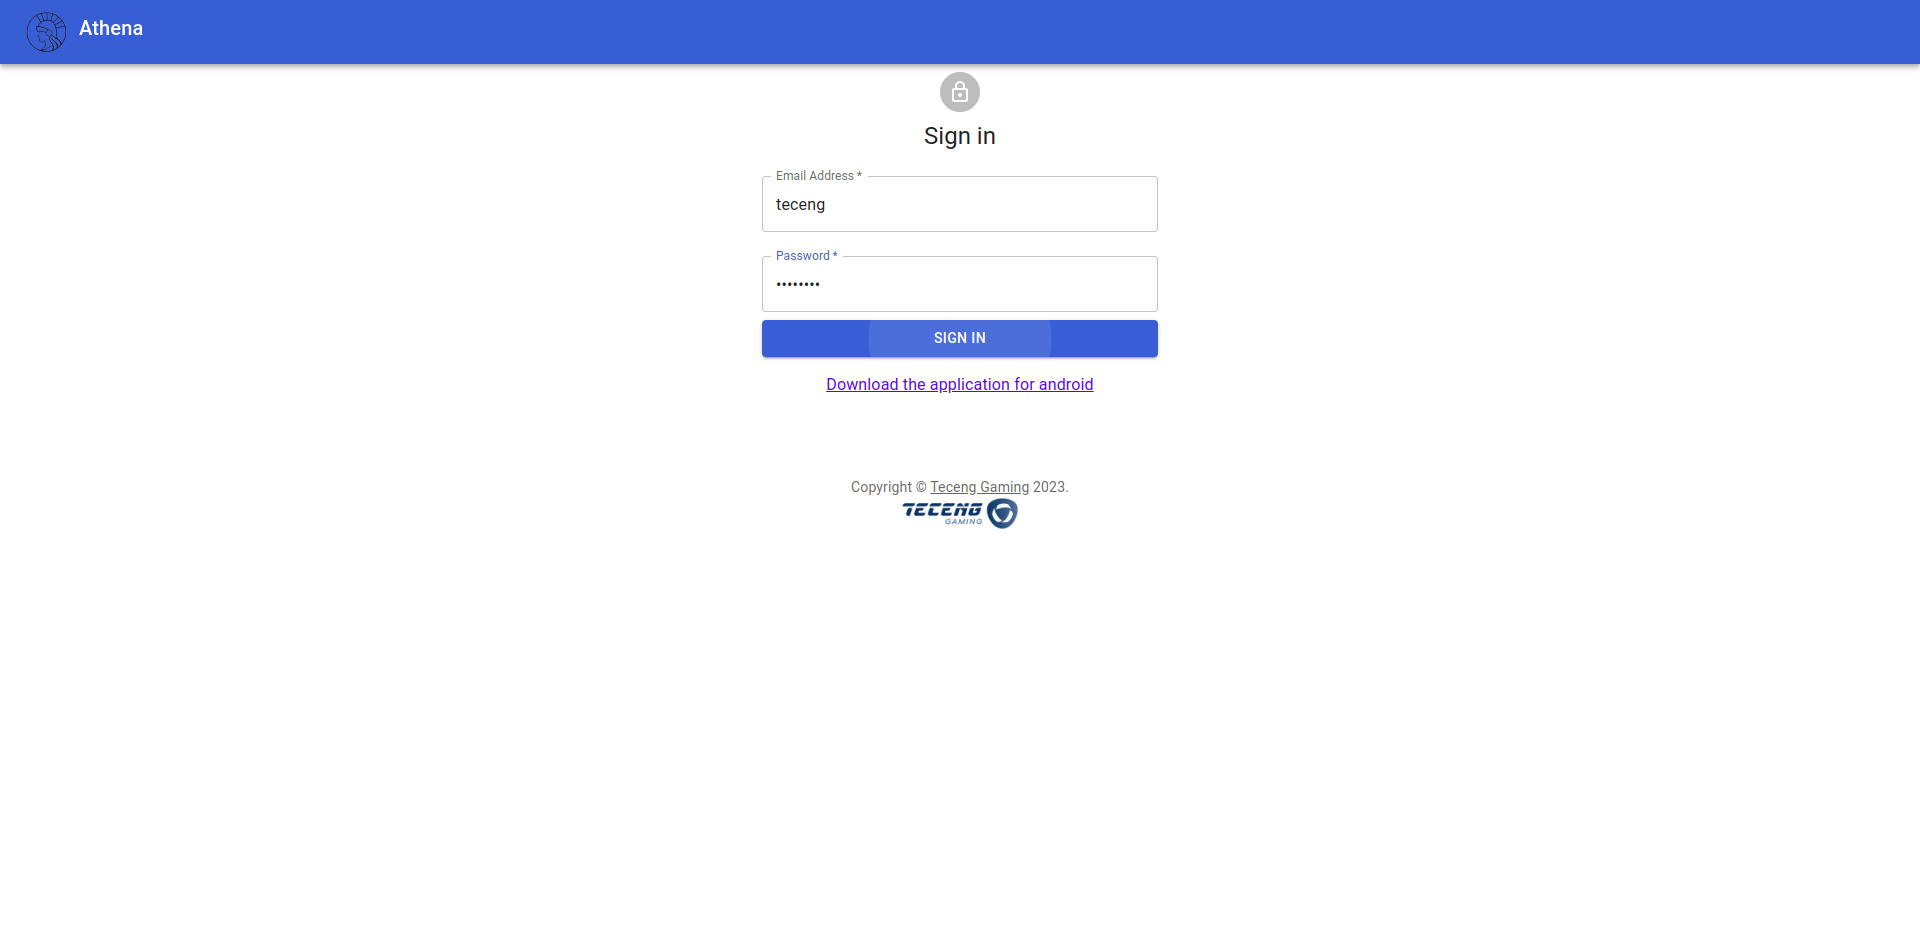 Athena
Sign in
Email Address *
teceng
Password *
••••••••
SIGN IN
Download the application for android
Copyright © Teceng Gaming 2023.
TECENG
GAMING